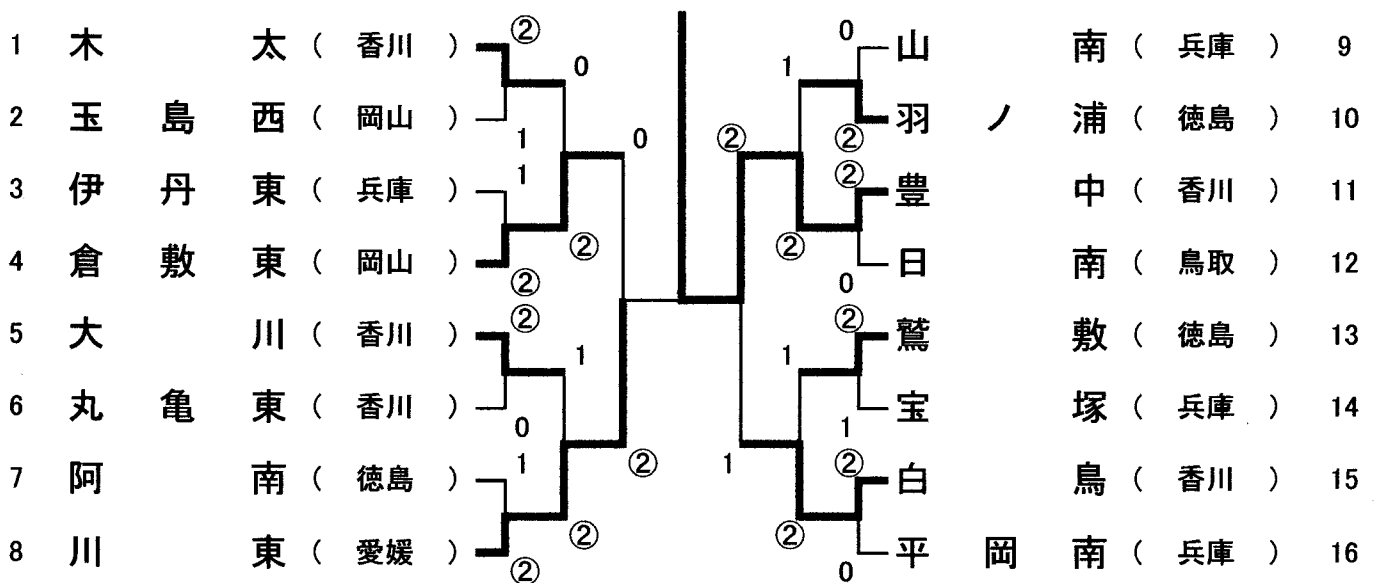 1 木太（香川） ② 0 山南（兵庫） 9
0 1
2 玉島西（岡山） 羽ノ浦（徳島） 10
1 0 ② ②
3 伊丹東（兵庫） 1 ② 豊中（香川） 11
② ②
4 倉敷東（岡山） 日南（鳥取） 12
② 0
5 大川（香川） ② ② 鷲敷（徳島） 13
1 1
6 丸亀東（香川） 宝塚（兵庫） 14
0 1
7 阿南（徳島） 1 ② 1 ② 白鳥（香川） 15
② ②
8 川東（愛媛） 平岡南（兵庫） 16
② 0